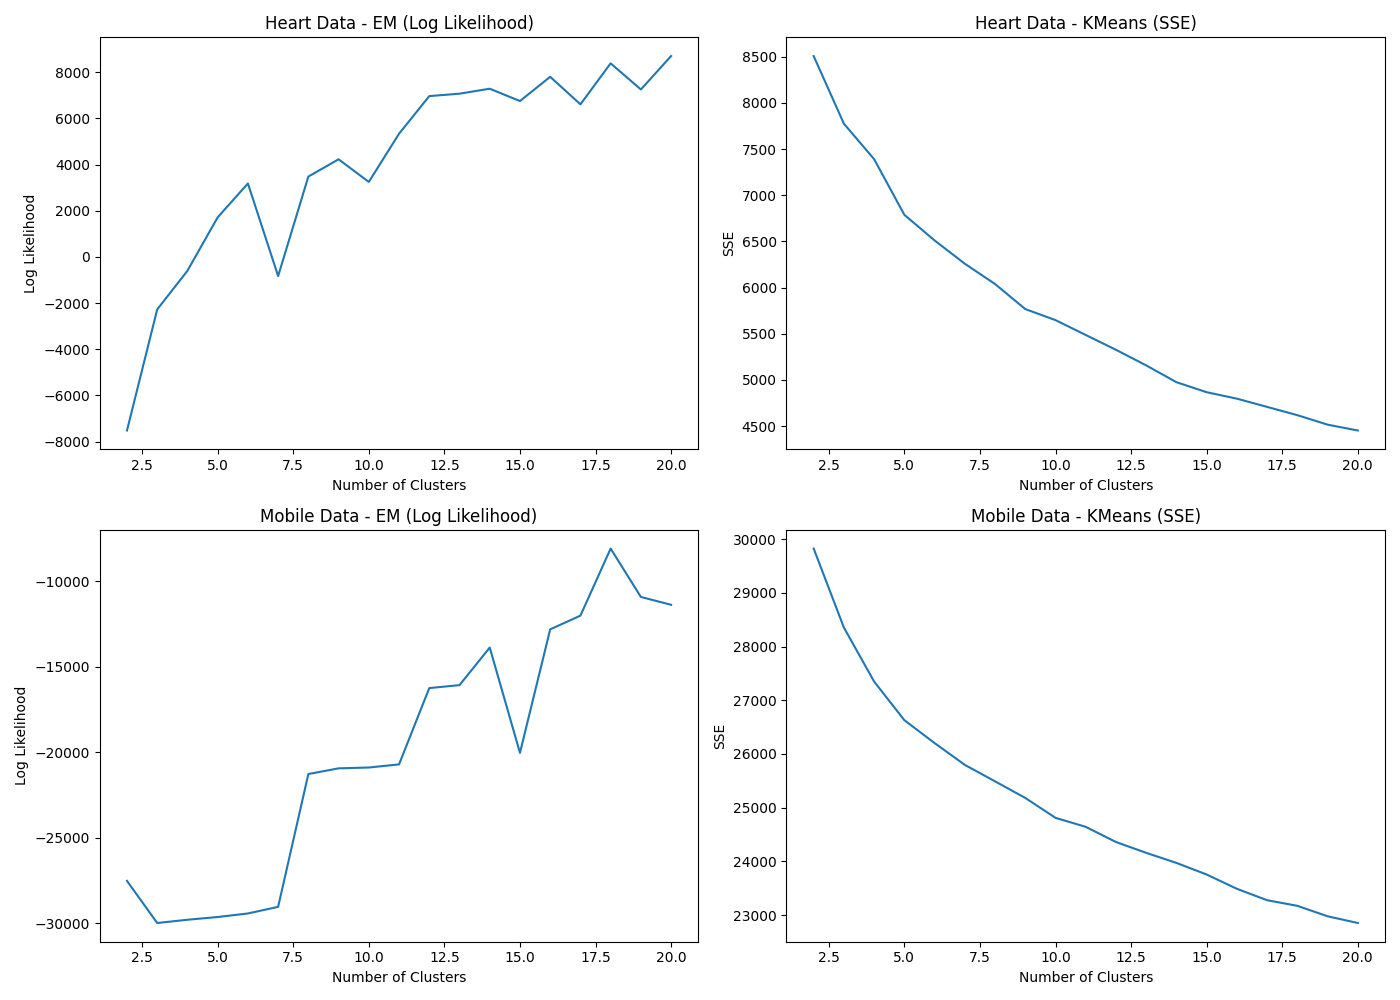 Heart Data - EM (Log Likelihood)
8000
6000
4000
2000
0
−2000
−4000
−6000
−8000
Log Likelihood
2.5 5.0 7.5 10.0 12.5 15.0 17.5 20.0
Number of Clusters
Heart Data - KMeans (SSE)
8500
8000
7500
7000
6500
6000
5500
5000
4500
SSE
2.5 5.0 7.5 10.0 12.5 15.0 17.5 20.0
Number of Clusters
Mobile Data - EM (Log Likelihood)
−10000
−15000
−20000
−25000
−30000
Log Likelihood
2.5 5.0 7.5 10.0 12.5 15.0 17.5 20.0
Number of Clusters
Mobile Data - KMeans (SSE)
30000
29000
28000
27000
26000
25000
24000
23000
SSE
2.5 5.0 7.5 10.0 12.5 15.0 17.5 20.0
Number of Clusters